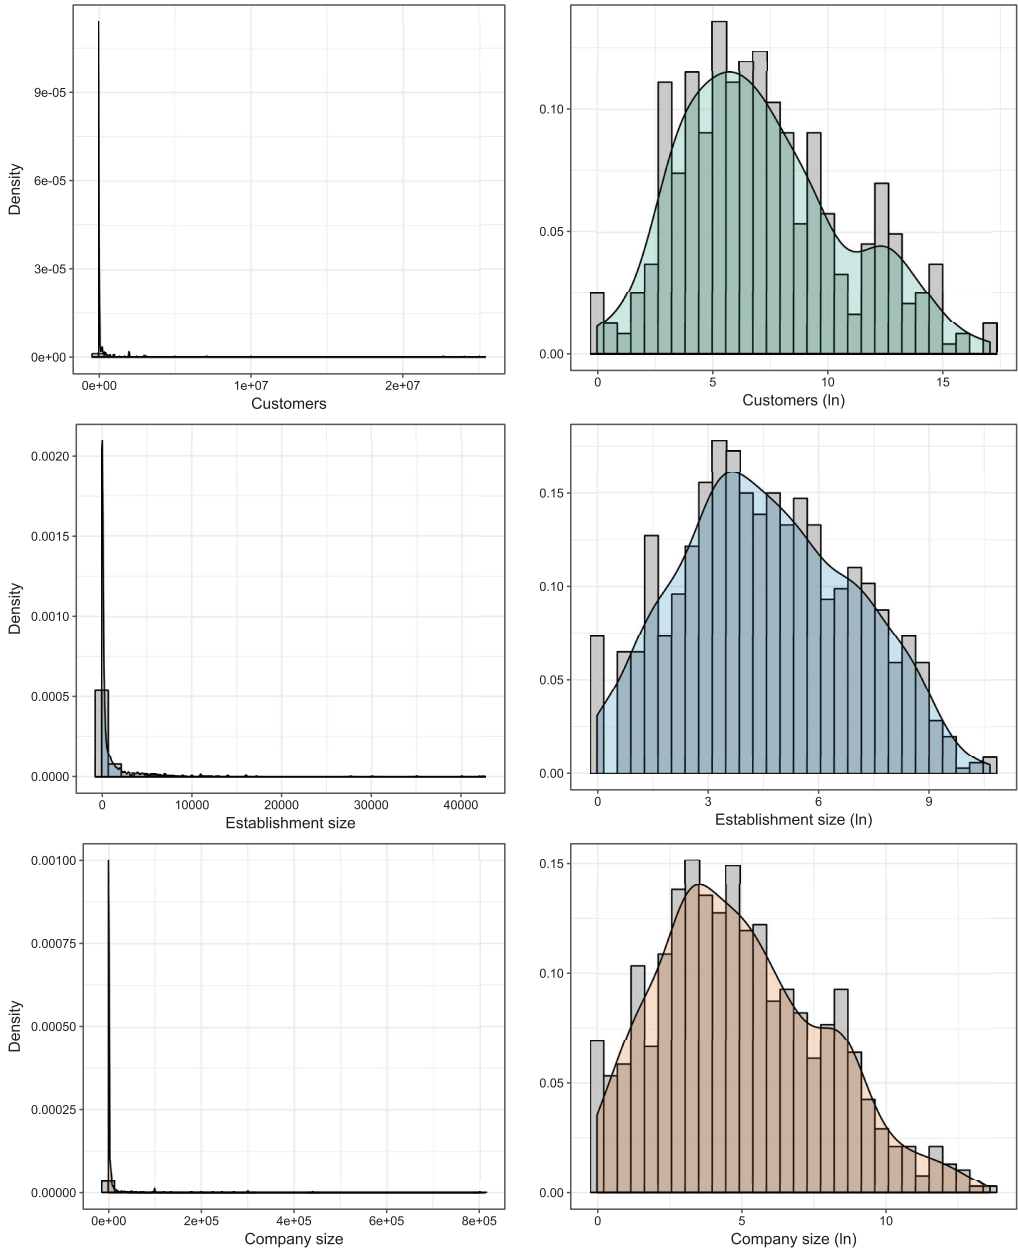 Density
9e-05
6e-05
3e-05
0e+00
0e+00 1e+07 2e+07
Customers
0.10
0.05
0.00
0 5 10 15
Customers (ln)
Density
0.0020
0.0015
0.0010
0.0005
0.0000
0 10000 20000 30000 40000
Establishment size
0.15
0.10
0.05
0.00
0 3 6 9
Establishment size (ln)
Density
0.00100
0.00075
0.00050
0.00025
0.00000
0e+00 2e+05 4e+05 6e+05 8e+05
Company size
0.15
0.10
0.05
0.00
0 5 10
Company size (ln)